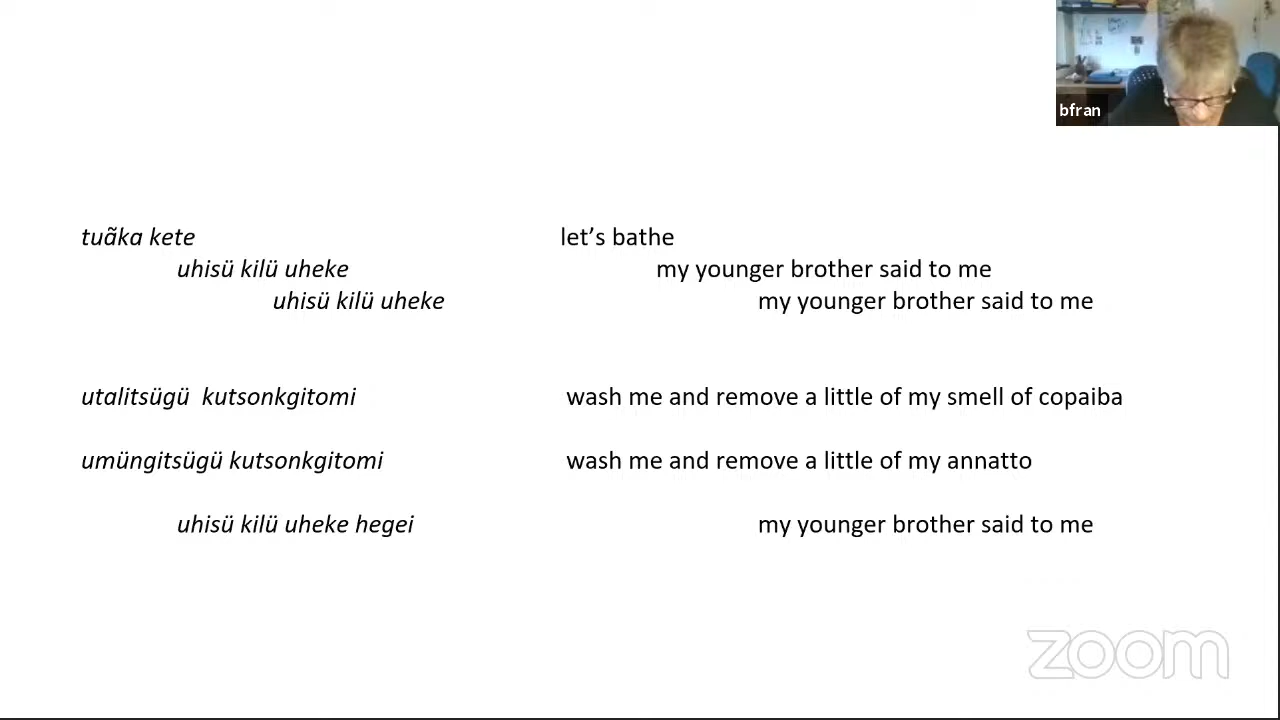 bfran
tuãka kete let’s bathe
uhisü kilü uheke my younger brother said to me
uhisü kilü uheke my younger brother said to me
utalitsügü kutsonkgitomi wash me and remove a little of my smell of copaiba
umüngitsügü kutsonkgitomi wash me and remove a little of my annatto
uhisü kilü uheke hegei my younger brother said to me
zoom